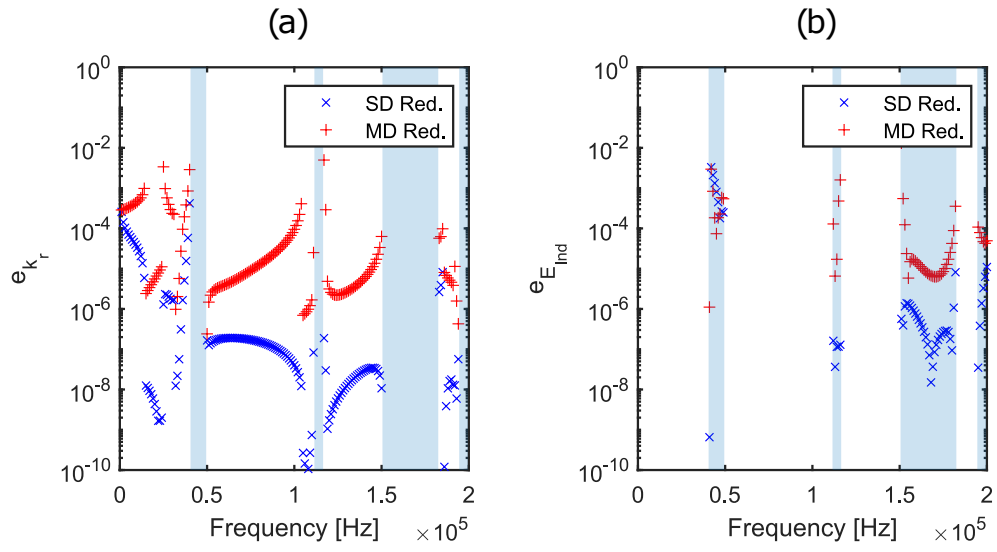 (a)
(b)
10^0
10^-2
10^-4
10^-6
10^-8
10^-10
e_k_r
0
0.5
1
1.5
2
× 10^5
Frequency [Hz]
SD Red.
MD Red.
10^0
10^-2
10^-4
10^-6
10^-8
10^-10
e_E_Ind
0
0.5
1
1.5
2
× 10^5
Frequency [Hz]
SD Red.
MD Red.